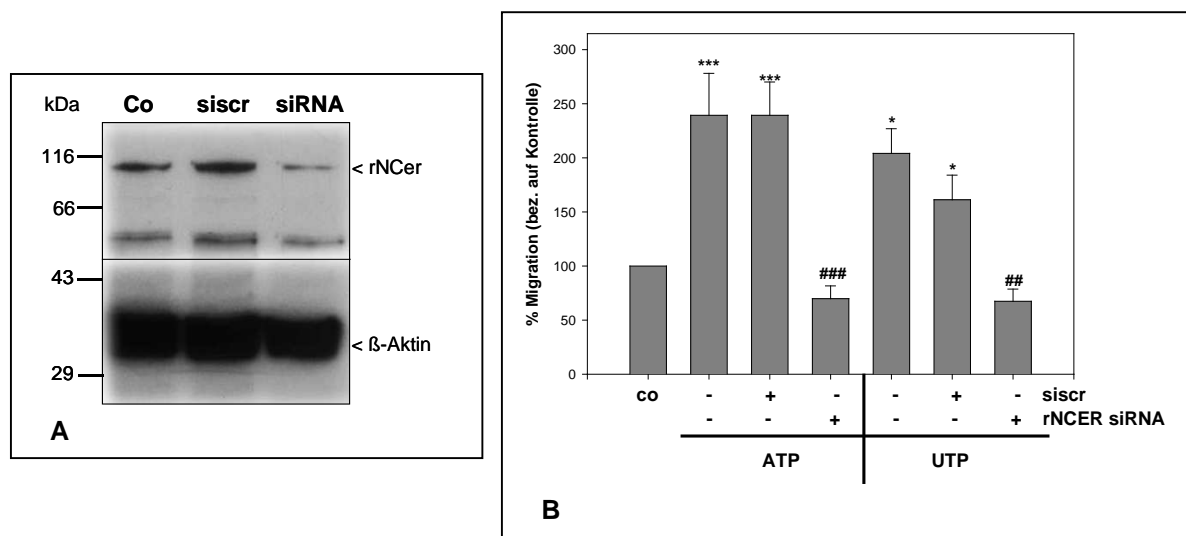 kDa Co siscr siRNA
116
< rNCer
66
43
< ß-Aktin
29
A
% Migration (bez. auf Kontrolle)
300
250
200
150
100
50
0
*** *** ### * * ##
co - + - - + - siscr
- - + - - + rNCER siRNA
ATP UTP
B